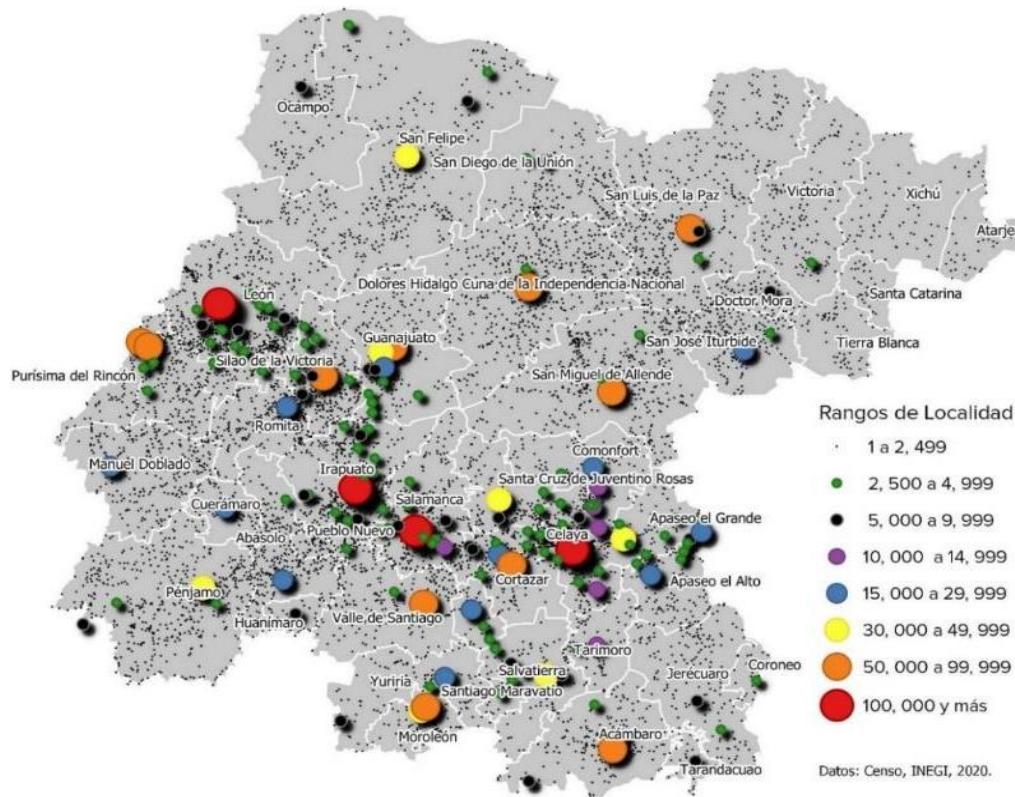 Ocampo
San Felipe
San Diego de la Unión
San Luis de la Paz
Victoria
Xichú
Atarje
León
Dolores Hidalgo Cuna de la Independencia Nacional
Doctor Mora
Santa Catarina
Guanajuato
San José Iturbide
Tierra Blanca
Silao de la Victoria
Purísima del Rincón
San Miguel de Allende
Romita
Comonfort
Manuel Doblado
Irapuato
Santa Cruz de Juventino Rosas
Salamanca
Cuerámaro
Pueblo Nuevo
Apaseo el Grande
Abasolo
Celaya
Cortazar
Apaseo el Alto
Pénjamo
Huanímaro
Valle de Santiago
Tarimoro
Salvatierra
Jerécuaro
Coroneo
Yuriria
Santiago Maravatio
Moroleón
Acámbaro
Tarandacuao
Rangos de Localidad
1 a 2, 499
2, 500 a 4, 999
5, 000 a 9, 999
10, 000 a 14, 999
15, 000 a 29, 999
30, 000 a 49, 999
50, 000 a 99, 999
100, 000 y más
Datos: Censo, INEGI, 2020.